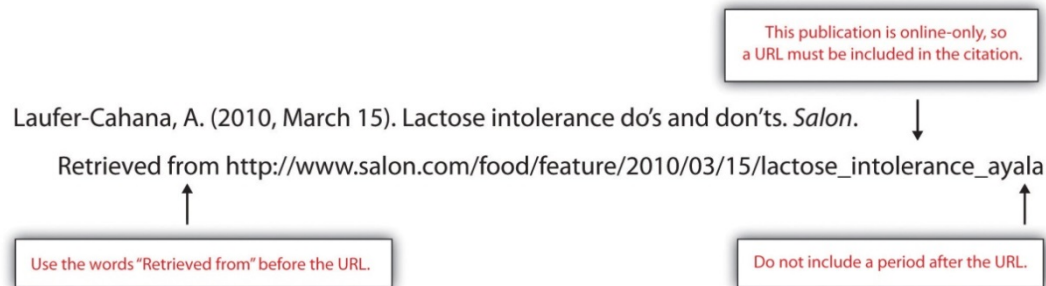 This publication is online-only, so
a URL must be included in the citation.
Laufer-Cahana, A. (2010, March 15). Lactose intolerance do's and don'ts. Salon.
Retrieved from http://www.salon.com/food/feature/2010/03/15/lactose_intolerance_ayala
Use the words “Retrieved from” before the URL.
Do not include a period after the URL.